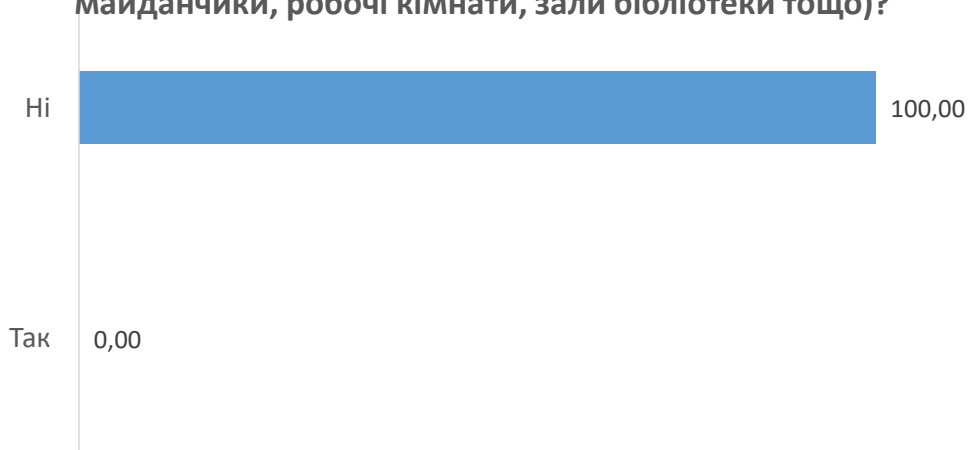 майданчики, робочі кімнати, зали бібліотеки тощо)?
Ні
100,00
Так
0,00